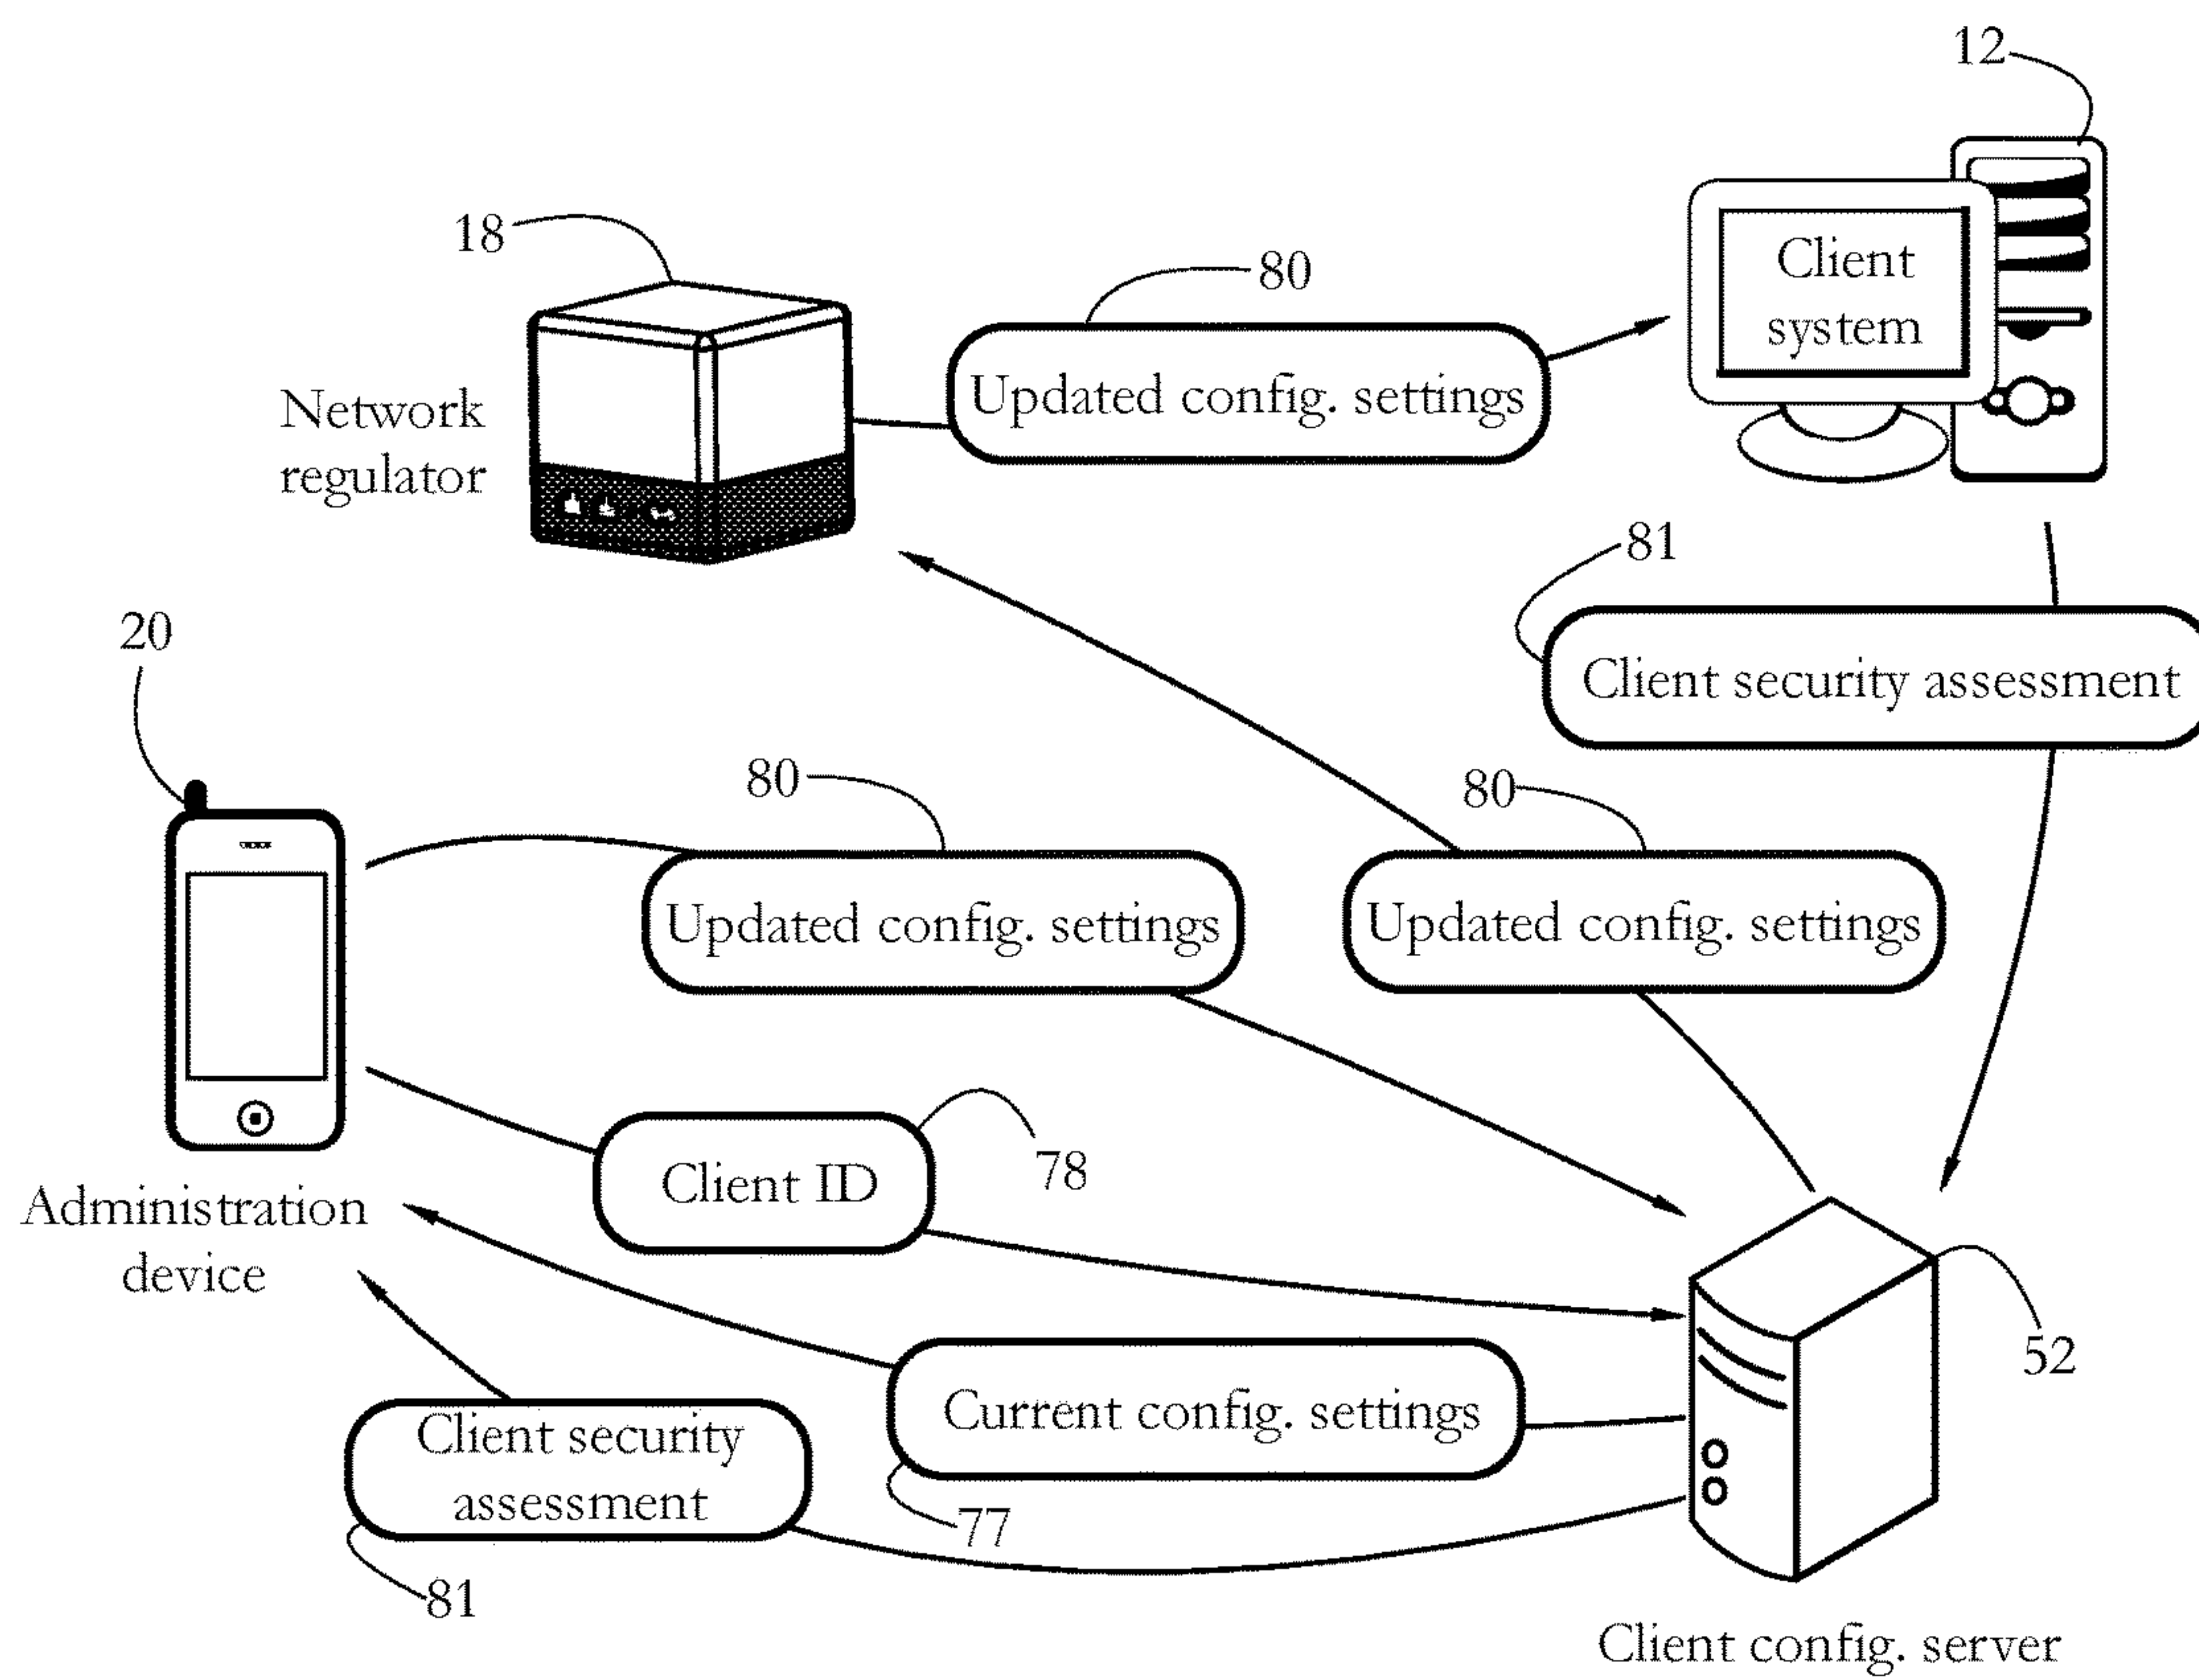 12
18
80
Client
system
Updated config. settings
Network
regulator
81
20
Client security assessment
80
80
Updated config. settings
Updated config. settings
78
Client ID
Administration
device
52
Current config. settings
Client security
assessment
77
81
Client config. server